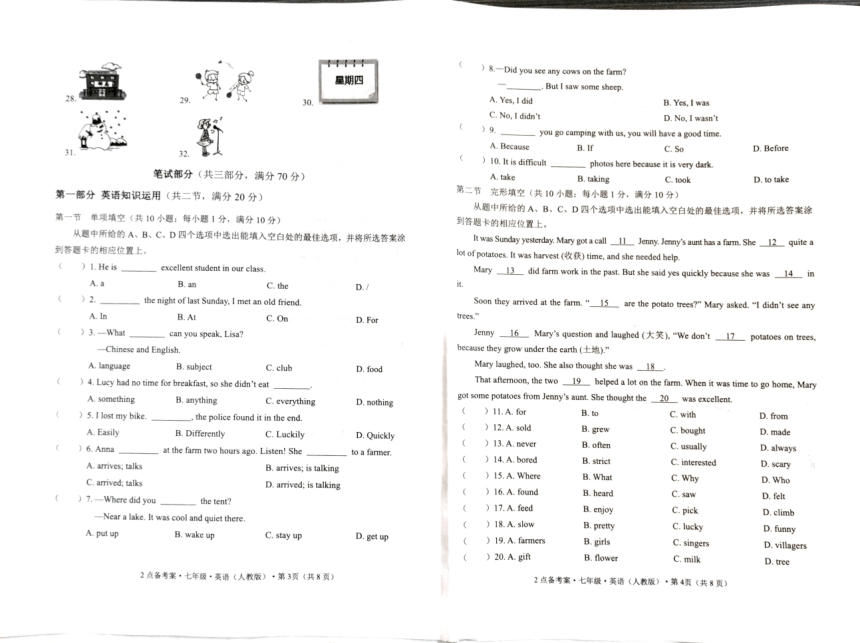 28.
29.
星期四
30.
31.
32.
笔试部分（共三部分，满分 70 分）
第一部分 英语知识运用（共二节，满分 20 分）
第一节 单项填空（共 10 小题；每小题 1 分，满分 10 分）
从题中所给的 A、B、C、D 四个选项中选出能填入空白处的最佳选项，并将所选答案涂
到答题卡的相应位置上。
（ ）1. He is ________ excellent student in our class.
A. a B. an C. the D. /
（ ）2. ________ the night of last Sunday, I met an old friend.
A. In B. At C. On D. For
（ ）3. —What ________ can you speak, Lisa?
—Chinese and English.
A. language B. subject C. club D. food
（ ）4. Lucy had no time for breakfast, so she didn't eat ________.
A. something B. anything C. everything D. nothing
（ ）5. I lost my bike. ________, the police found it in the end.
A. Easily B. Differently C. Luckily D. Quickly
（ ）6. Anna ________ at the farm two hours ago. Listen! She ________ to a farmer.
A. arrives; talks B. arrives; is talking
C. arrived; talks D. arrived; is talking
（ ）7. —Where did you ________ the tent?
—Near a lake. It was cool and quiet there.
A. put up B. wake up C. stay up D. get up
2 点备考案·七年级·英语（人教版）·第 3页（共 8 页）
（ ）8. —Did you see any cows on the farm?
—________. But I saw some sheep.
A. Yes, I did B. Yes, I was
C. No, I didn't D. No, I wasn't
（ ）9. ________ you go camping with us, you will have a good time.
A. Because B. If C. So D. Before
（ ）10. It is difficult ________ photos here because it is very dark.
A. take B. taking C. took D. to take
第二节 完形填空（共 10 小题；每小题 1 分，满分 10 分）
从题中所给的 A、B、C、D 四个选项中选出能填入空白处的最佳选项，并将所选答案涂
到答题卡的相应位置上。
It was Sunday yesterday. Mary got a call 11 Jenny. Jenny's aunt has a farm. She 12 quite a
lot of potatoes. It was harvest (收获) time, and she needed help.
Mary 13 did farm work in the past. But she said yes quickly because she was 14 in
it.
Soon they arrived at the farm. “ 15 are the potato trees?” Mary asked. “I didn't see any
trees.”
Jenny 16 Mary's question and laughed (大笑), “We don't 17 potatoes on trees,
because they grow under the earth (土地).”
Mary laughed, too. She also thought she was 18 .
That afternoon, the two 19 helped a lot on the farm. When it was time to go home, Mary
got some potatoes from Jenny's aunt. She thought the 20 was excellent.
（ ）11. A. for B. to C. with D. from
（ ）12. A. sold B. grew C. bought D. made
（ ）13. A. never B. often C. usually D. always
（ ）14. A. bored B. strict C. interested D. scary
（ ）15. A. Where B. What C. Why D. Who
（ ）16. A. found B. heard C. saw D. felt
（ ）17. A. feed B. enjoy C. pick D. climb
（ ）18. A. slow B. pretty C. lucky D. funny
（ ）19. A. farmers B. girls C. singers D. villagers
（ ）20. A. gift B. flower C. milk D. tree
2 点备考案·七年级·英语（人教版）·第 4页（共 8 页）